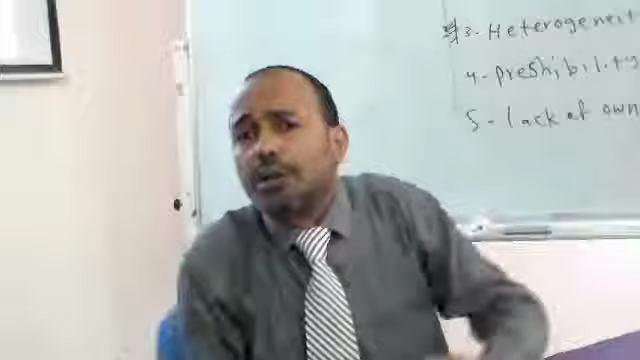 3- Heterogeneit
4- preshibility
5- lack of own